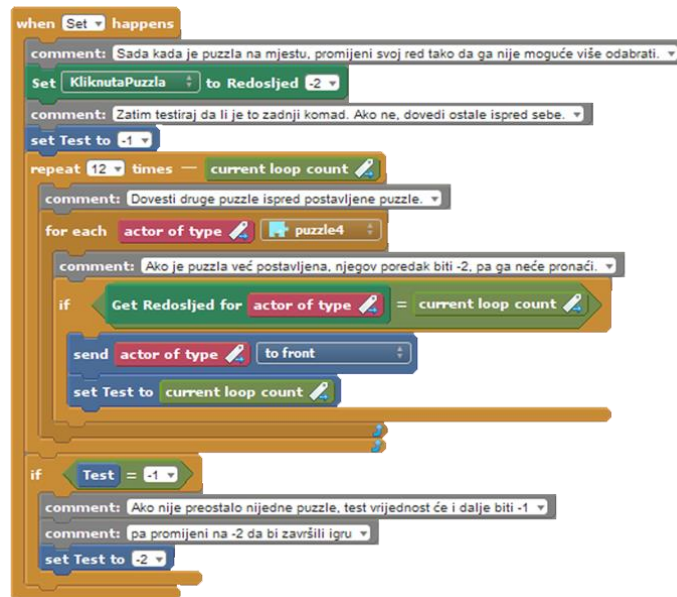 when Set happens
comment: Sada kada je puzzla na mjestu, promijeni svoj red tako da ga nije moguće više odabrati.
Set KliknutaPuzzla to Redosljed -2
comment: Zatim testiraj da li je to zadnji komad. Ako ne, dovedi ostale ispred sebe.
set Test to -1
repeat 12 times — current loop count
comment: Dovesti druge puzzle ispred postavljene puzzle.
for each actor of type puzzle4
comment: Ako je puzzla već postavljena, njegov poredak biti -2, pa ga neće pronaći.
if Get Redosljed for actor of type = current loop count
send actor of type to front
set Test to current loop count
if Test = -1
comment: Ako nije preostalo nijedne puzzle, test vrijednost će i dalje biti -1
comment: pa promijeni na -2 da bi završili igru
set Test to -2